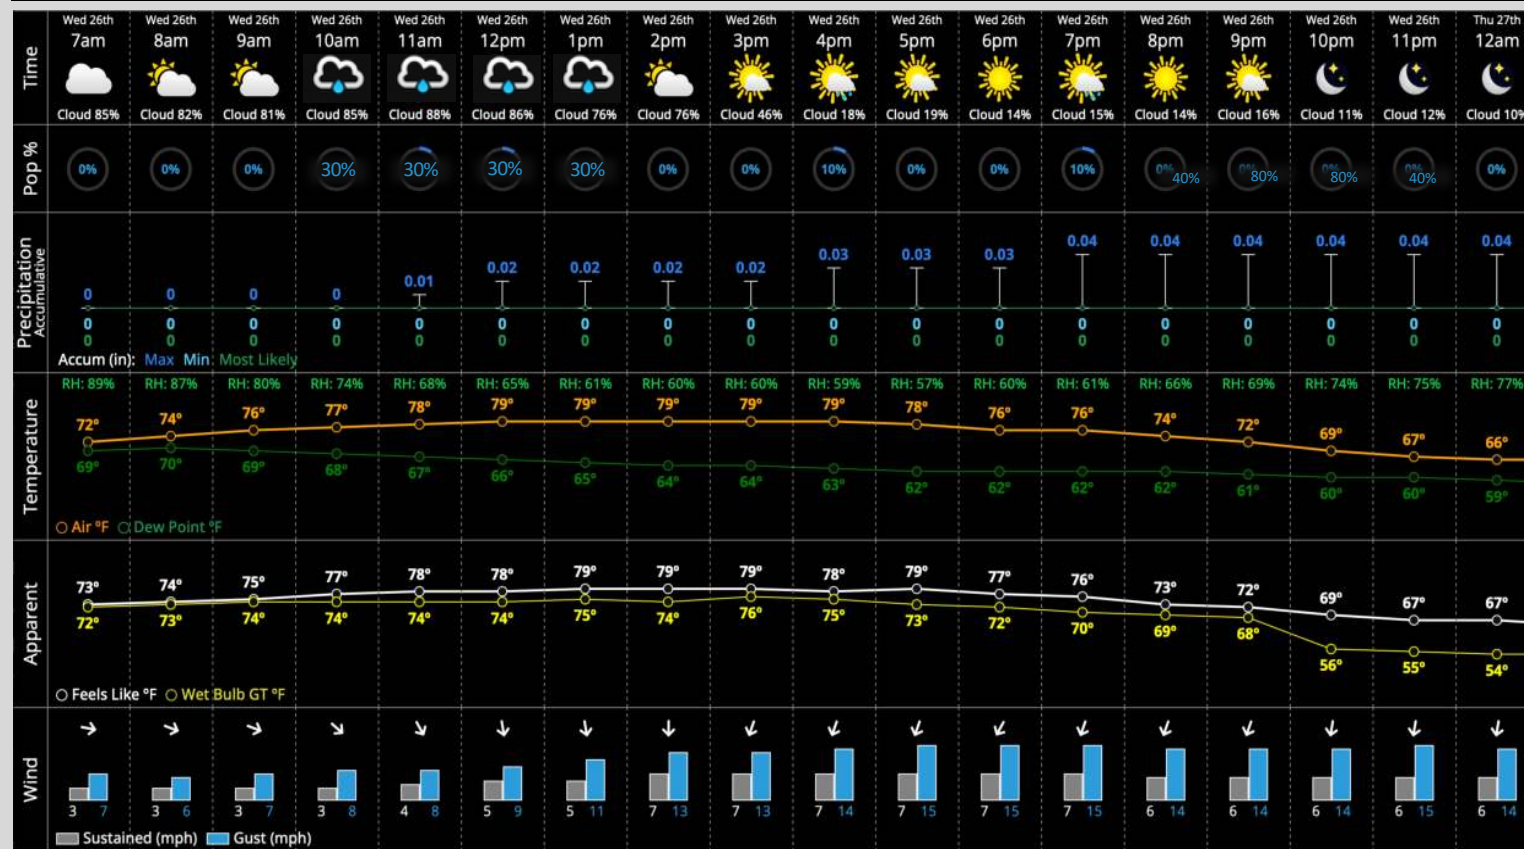 Time
Wed 26th Wed 26th Wed 26th Wed 26th Wed 26th Wed 26th Wed 26th Wed 26th Wed 26th Wed 26th Wed 26th Wed 26th Wed 26th Wed 26th Wed 26th Wed 26th Wed 26th Thu 27th
7am 8am 9am 10am 11am 12pm 1pm 2pm 3pm 4pm 5pm 6pm 7pm 8pm 9pm 10pm 11pm 12am
Cloud 85% Cloud 82% Cloud 81% Cloud 85% Cloud 88% Cloud 86% Cloud 76% Cloud 76% Cloud 46% Cloud 18% Cloud 19% Cloud 14% Cloud 15% Cloud 14% Cloud 16% Cloud 11% Cloud 12% Cloud 10%
Pop %
0% 0% 0% 30% 30% 30% 30% 0% 0% 10% 0% 0% 10% 0% 0% 0% 0% 0%
40% 80% 80% 40%
Precipitation
Accumulative
0 0 0 0 0.01 0.02 0.02 0.02 0.02 0.03 0.03 0.03 0.04 0.04 0.04 0.04 0.04 0.04
0 0 0 0 0 0 0 0 0 0 0 0 0 0 0 0 0 0
0 0 0 0 0 0 0 0 0 0 0 0 0 0 0 0 0 0
Accum (in): Max Min Most Likely
Temperature
RH: 89% RH: 87% RH: 80% RH: 74% RH: 68% RH: 65% RH: 61% RH: 60% RH: 60% RH: 59% RH: 57% RH: 60% RH: 61% RH: 66% RH: 69% RH: 74% RH: 75% RH: 77%
72° 74° 76° 77° 78° 79° 79° 79° 79° 79° 78° 76° 76° 74° 72° 69° 67° 66°
69° 70° 69° 68° 67° 66° 65° 64° 64° 63° 62° 62° 62° 62° 61° 60° 60° 59°
Air °F Dew Point °F
Apparent
73° 74° 75° 77° 78° 78° 79° 79° 79° 78° 79° 77° 76° 73° 72° 69° 67° 67°
72° 73° 74° 74° 74° 74° 75° 74° 76° 75° 73° 72° 70° 69° 68° 56° 55° 54°
Feels Like °F Wet Bulb GT °F
Wind
3 7 3 6 3 7 3 8 4 8 5 9 5 11 7 13 7 13 7 14 7 15 7 15 7 15 6 14 6 14 6 14 6 15 6 14
Sustained (mph) Gust (mph)